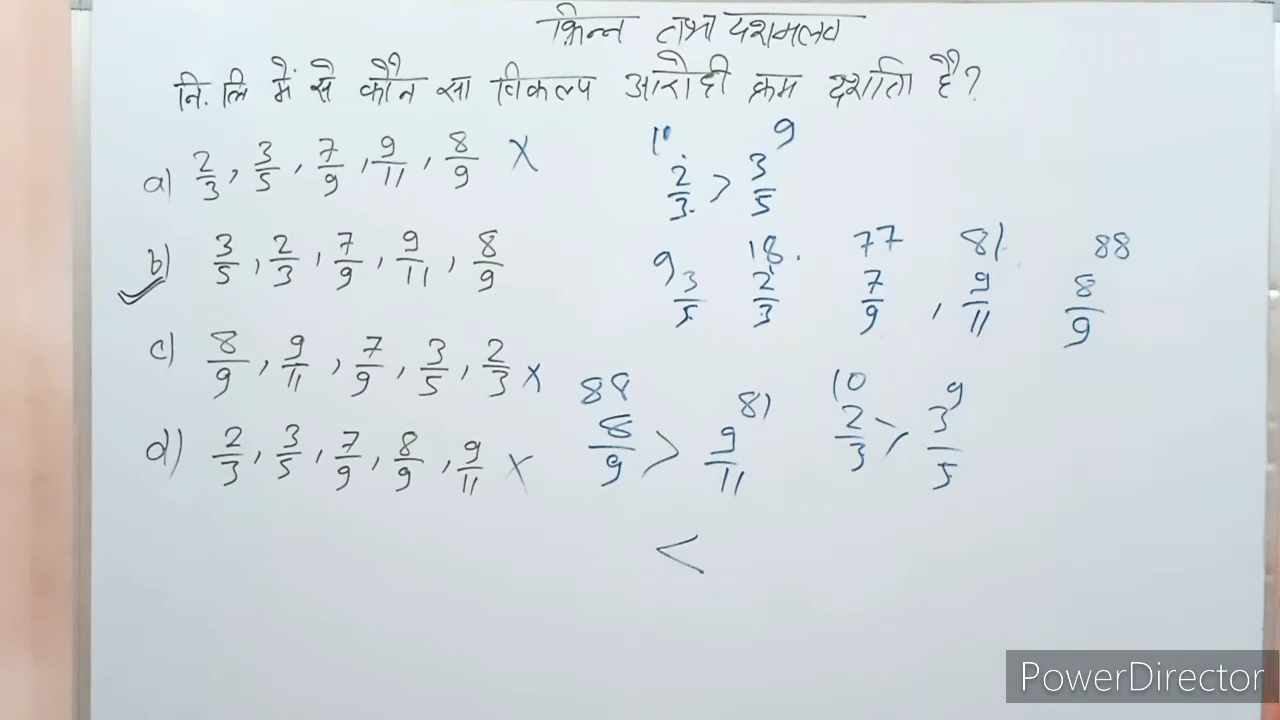 भिन्न तथा दशमलव
नि. लि में से कौन सा विकल्प आरोही क्रम दर्शाता है?
a) 2/3, 3/5, 7/9, 9/11, 8/9 X
b) 3/5, 2/3, 7/9, 9/11, 8/9
c) 8/9, 9/11, 7/9, 3/5, 2/3 X
d) 2/3, 3/5, 7/9, 8/9, 9/11 X
10 9
2/3 > 3/5
9 18 77 81 88
3/5 2/3 7/9, 9/11 8/9
88 81
8/9 > 9/11
10 9
2/3 > 3/5
<
PowerDirector